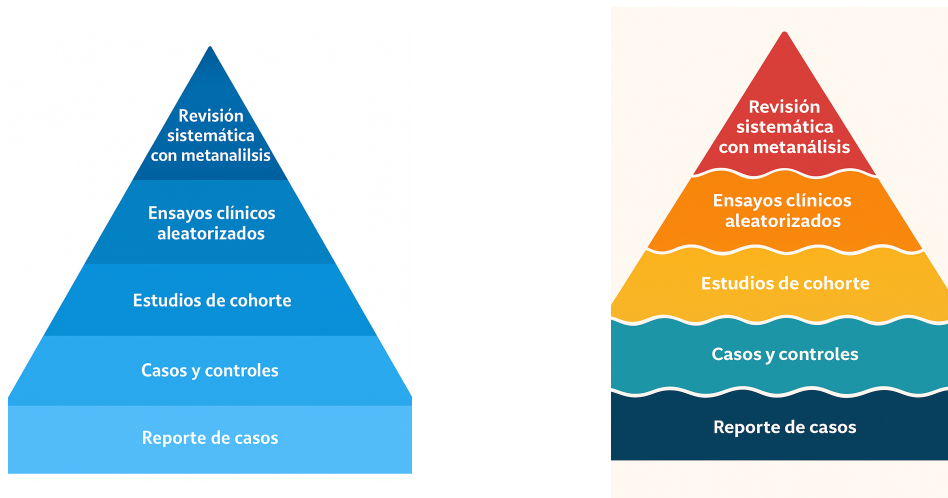 Revisión
sistemática
con metanalilsis
Ensayos clínicos
aleatorizados
Estudios de cohorte
Casos y controles
Reporte de casos
Revisión
sistemática
con metanálisis
Ensayos clínicos
aleatorizados
Estudios de cohorte
Casos y controles
Reporte de casos